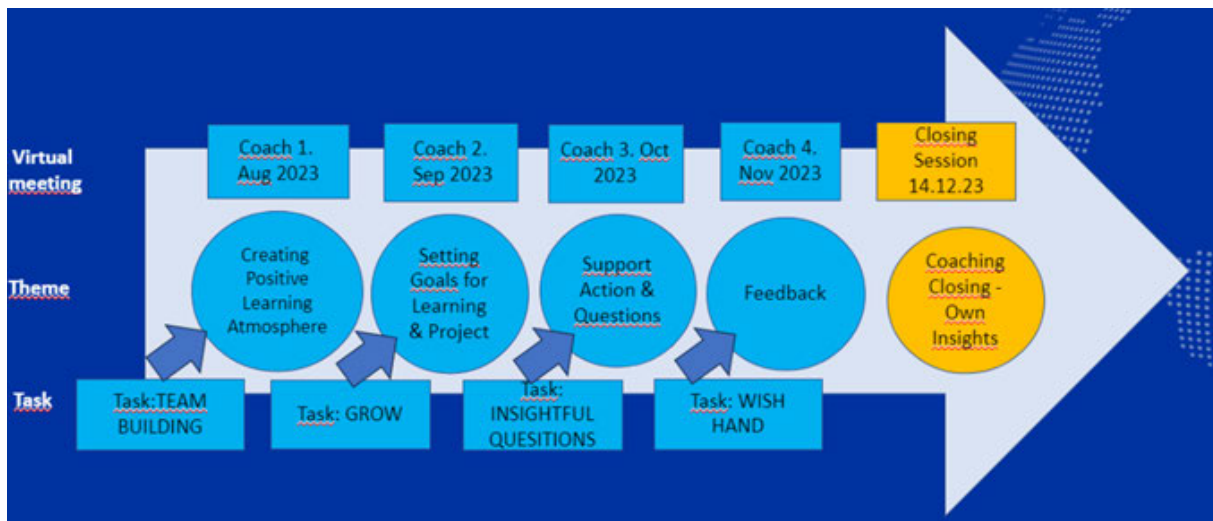 Virtual
meeting
Coach 1.
Aug 2023
Coach 2.
Sep 2023
Coach 3. Oct
2023
Coach 4.
Nov 2023
Closing
Session
14.12.23
Theme
Creating
Positive
Learning
Atmosphere
Setting
Goals for
Learning
& Project
Support
Action &
Questions
Feedback
Coaching
Closing -
Own
Insights
Task
Task:TEAM
BUILDING
Task: GROW
Task:
INSIGHTFUL
QUESITIONS
Task: WISH
HAND